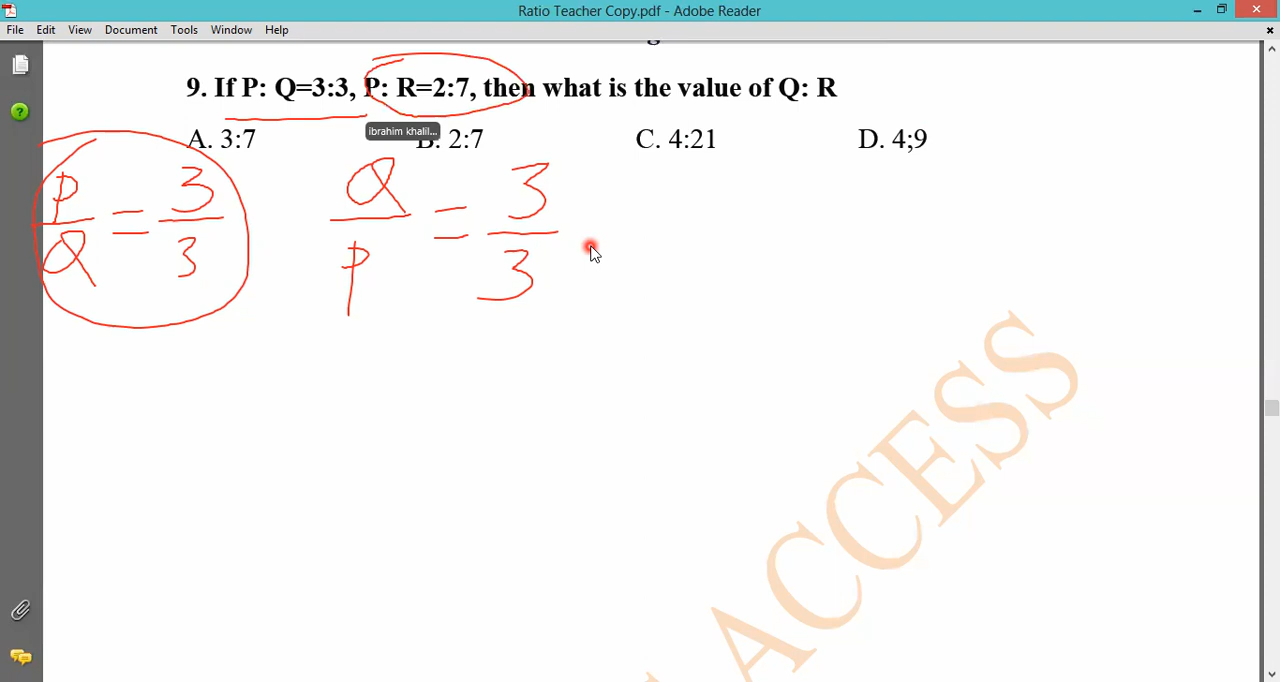 Ratio Teacher Copy.pdf - Adobe Reader
File Edit View Document Tools Window Help
9. If P: Q=3:3, P: R=2:7, then what is the value of Q: R
ibrahim khalil...
A. 3:7 B. 2:7 C. 4:21 D. 4;9
P/Q = 3/3 Q/P = 3/3
ACCESS